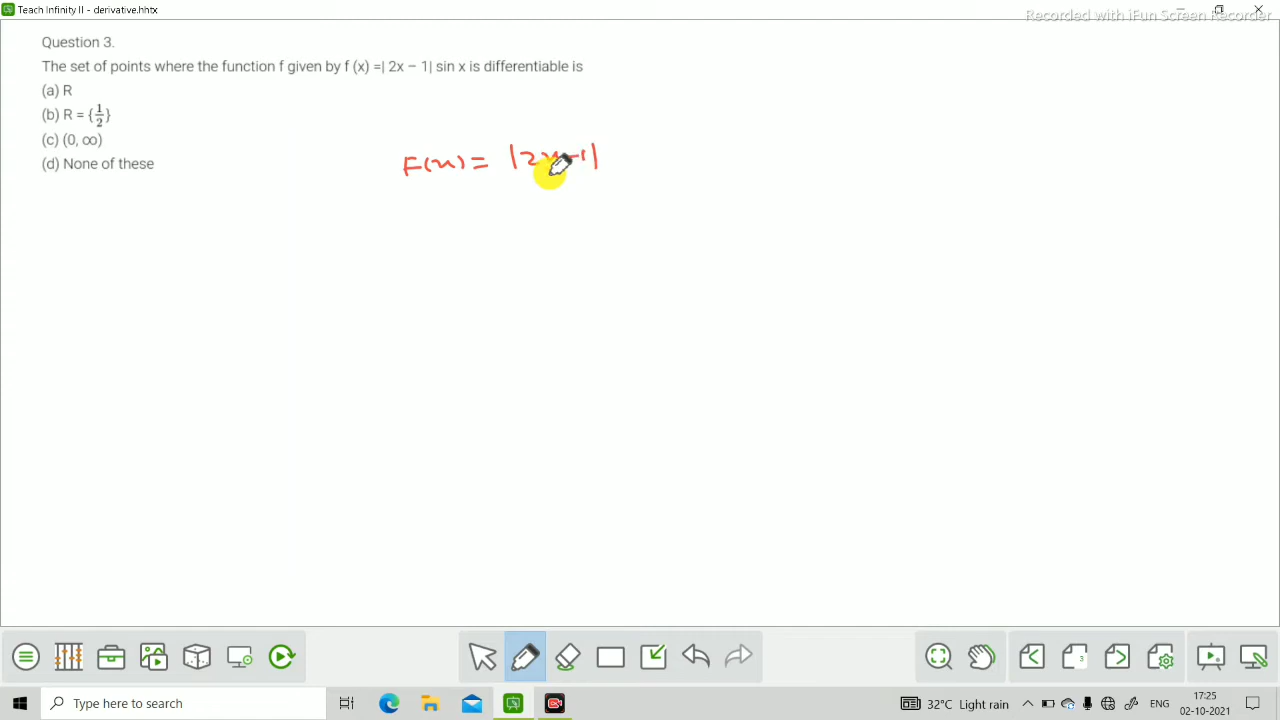 Teach Infinity II - derivative.hhtx
Recorded with iFun Screen Recorder
Question 3.
The set of points where the function f given by f (x) =| 2x − 1| sin x is differentiable is
(a) R
(b) R = {1/2}
(c) (0, ∞)
(d) None of these
F(x) = |2x-1|
3
Type here to search
32°C Light rain
ENG
17:25
02-10-2021